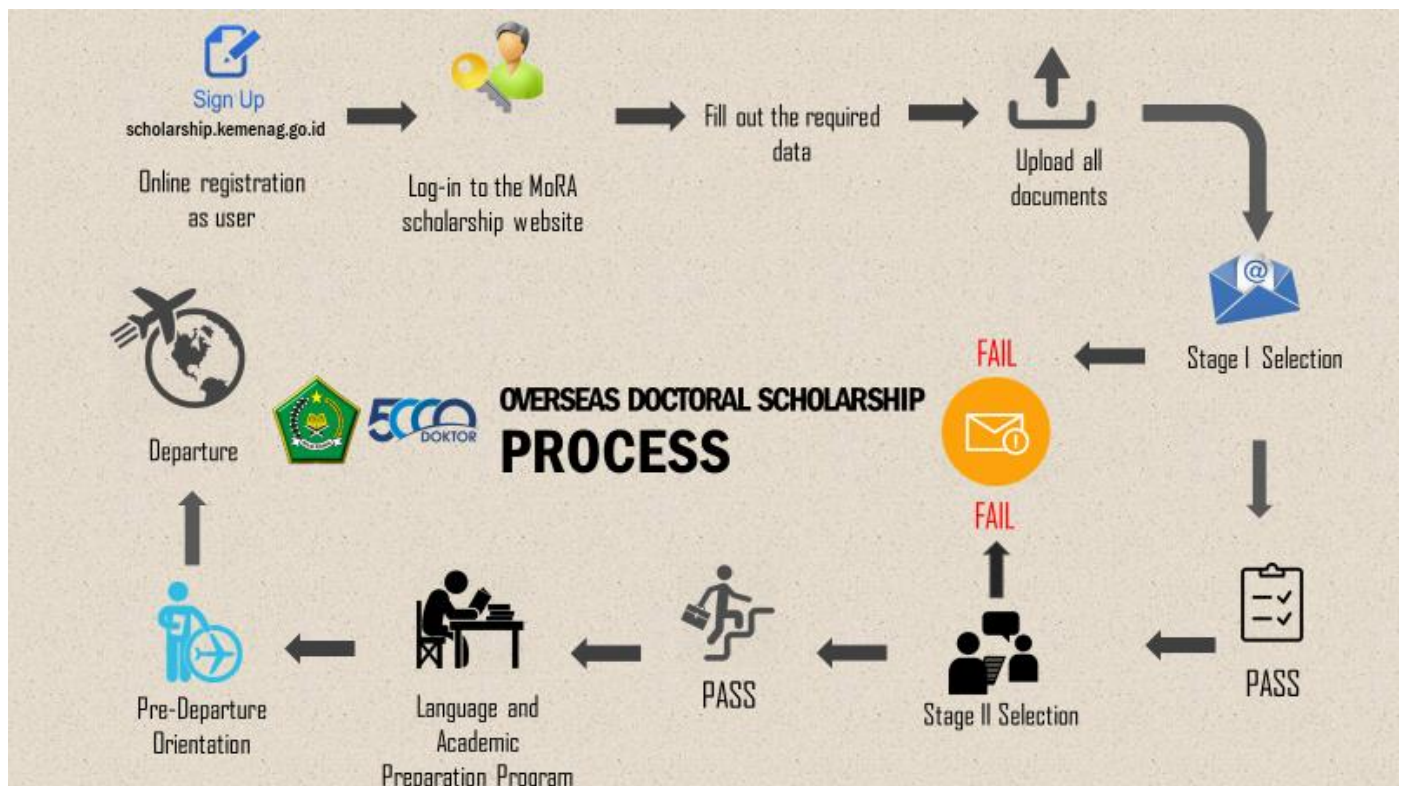 Sign Up
scholarship.kemenag.go.id
Online registration
as user
Log-in to the MoRA
scholarship website
Fill out the required
data
Upload all
documents
@
Stage I Selection
FAIL
FAIL
5000
DOKTOR
OVERSEAS DOCTORAL SCHOLARSHIP
PROCESS
PASS
Stage II Selection
PASS
Language and
Academic
Preparation Program
Pre-Departure
Orientation
Departure